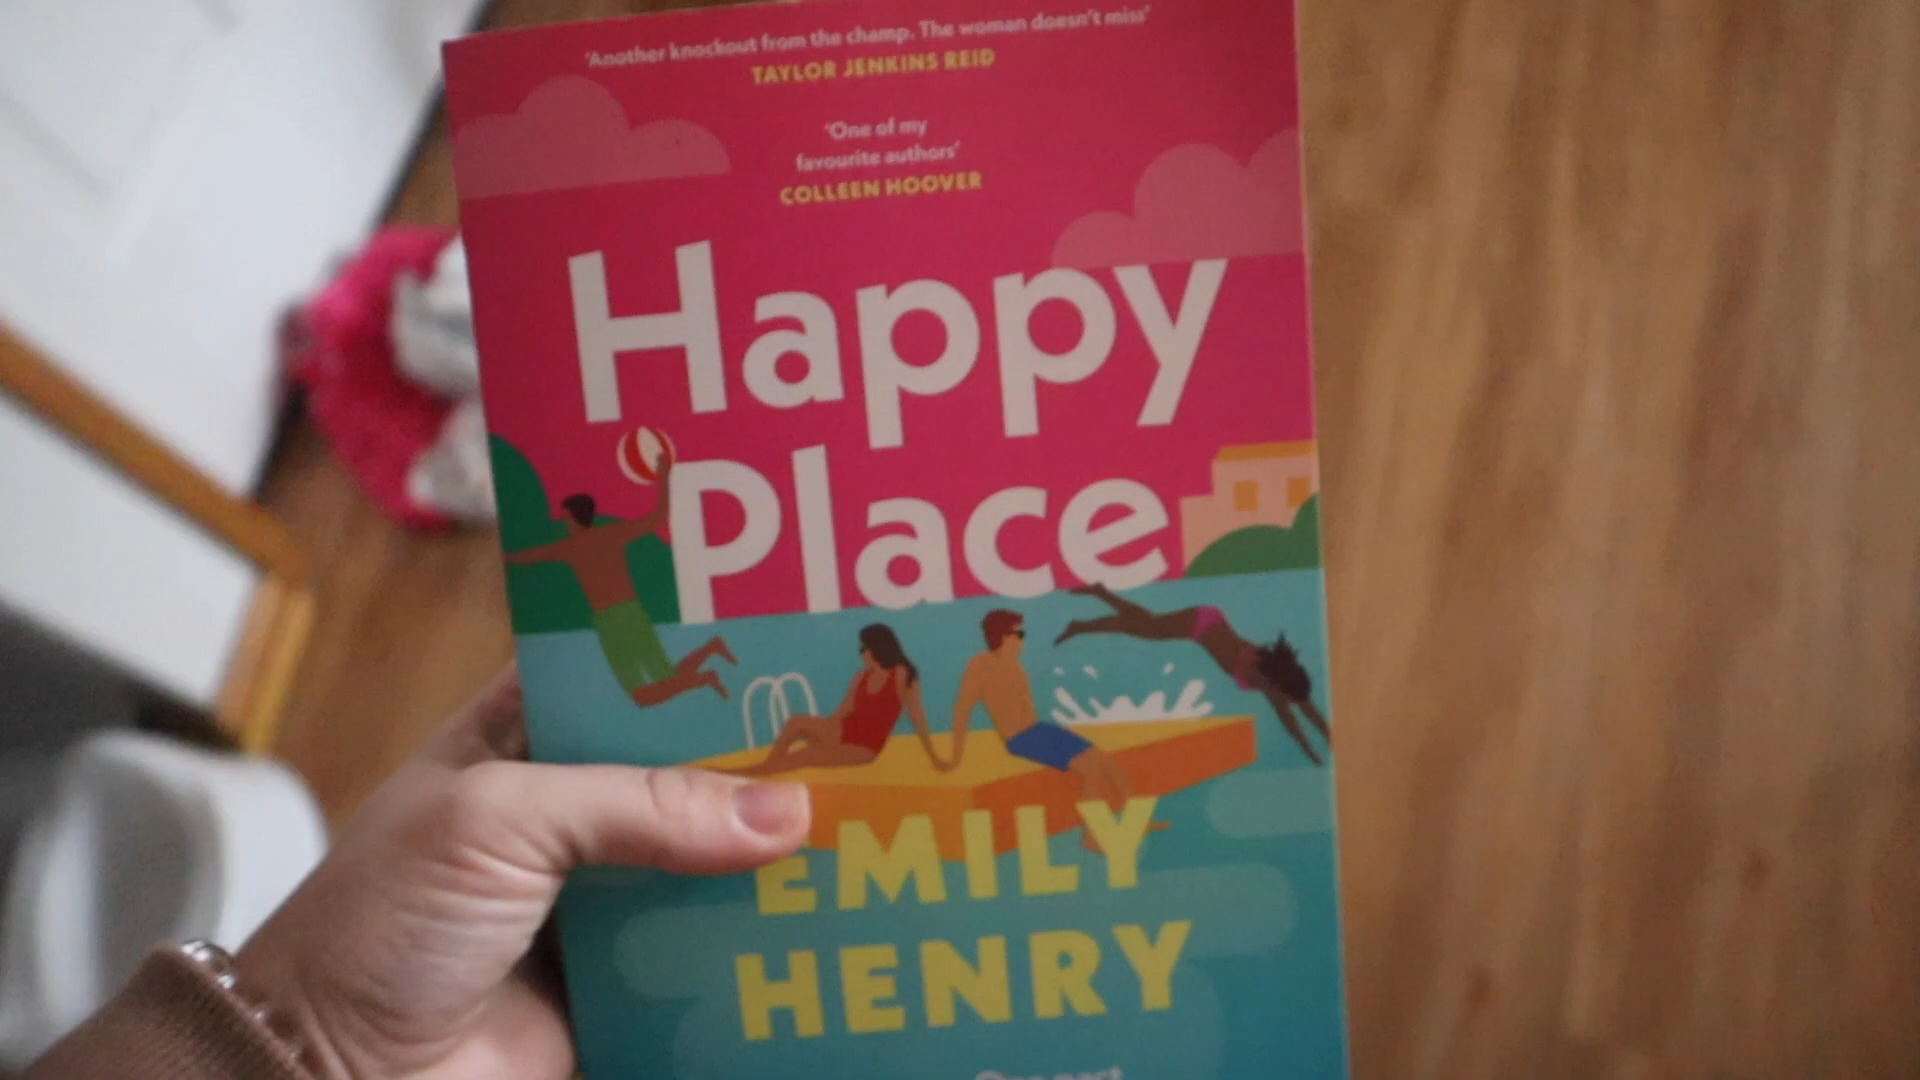 'Another knockout from the champ. The woman doesn't miss'
TAYLOR JENKINS REID
'One of my
favourite authors'
COLLEEN HOOVER
Happy
Place
EMILY
HENRY